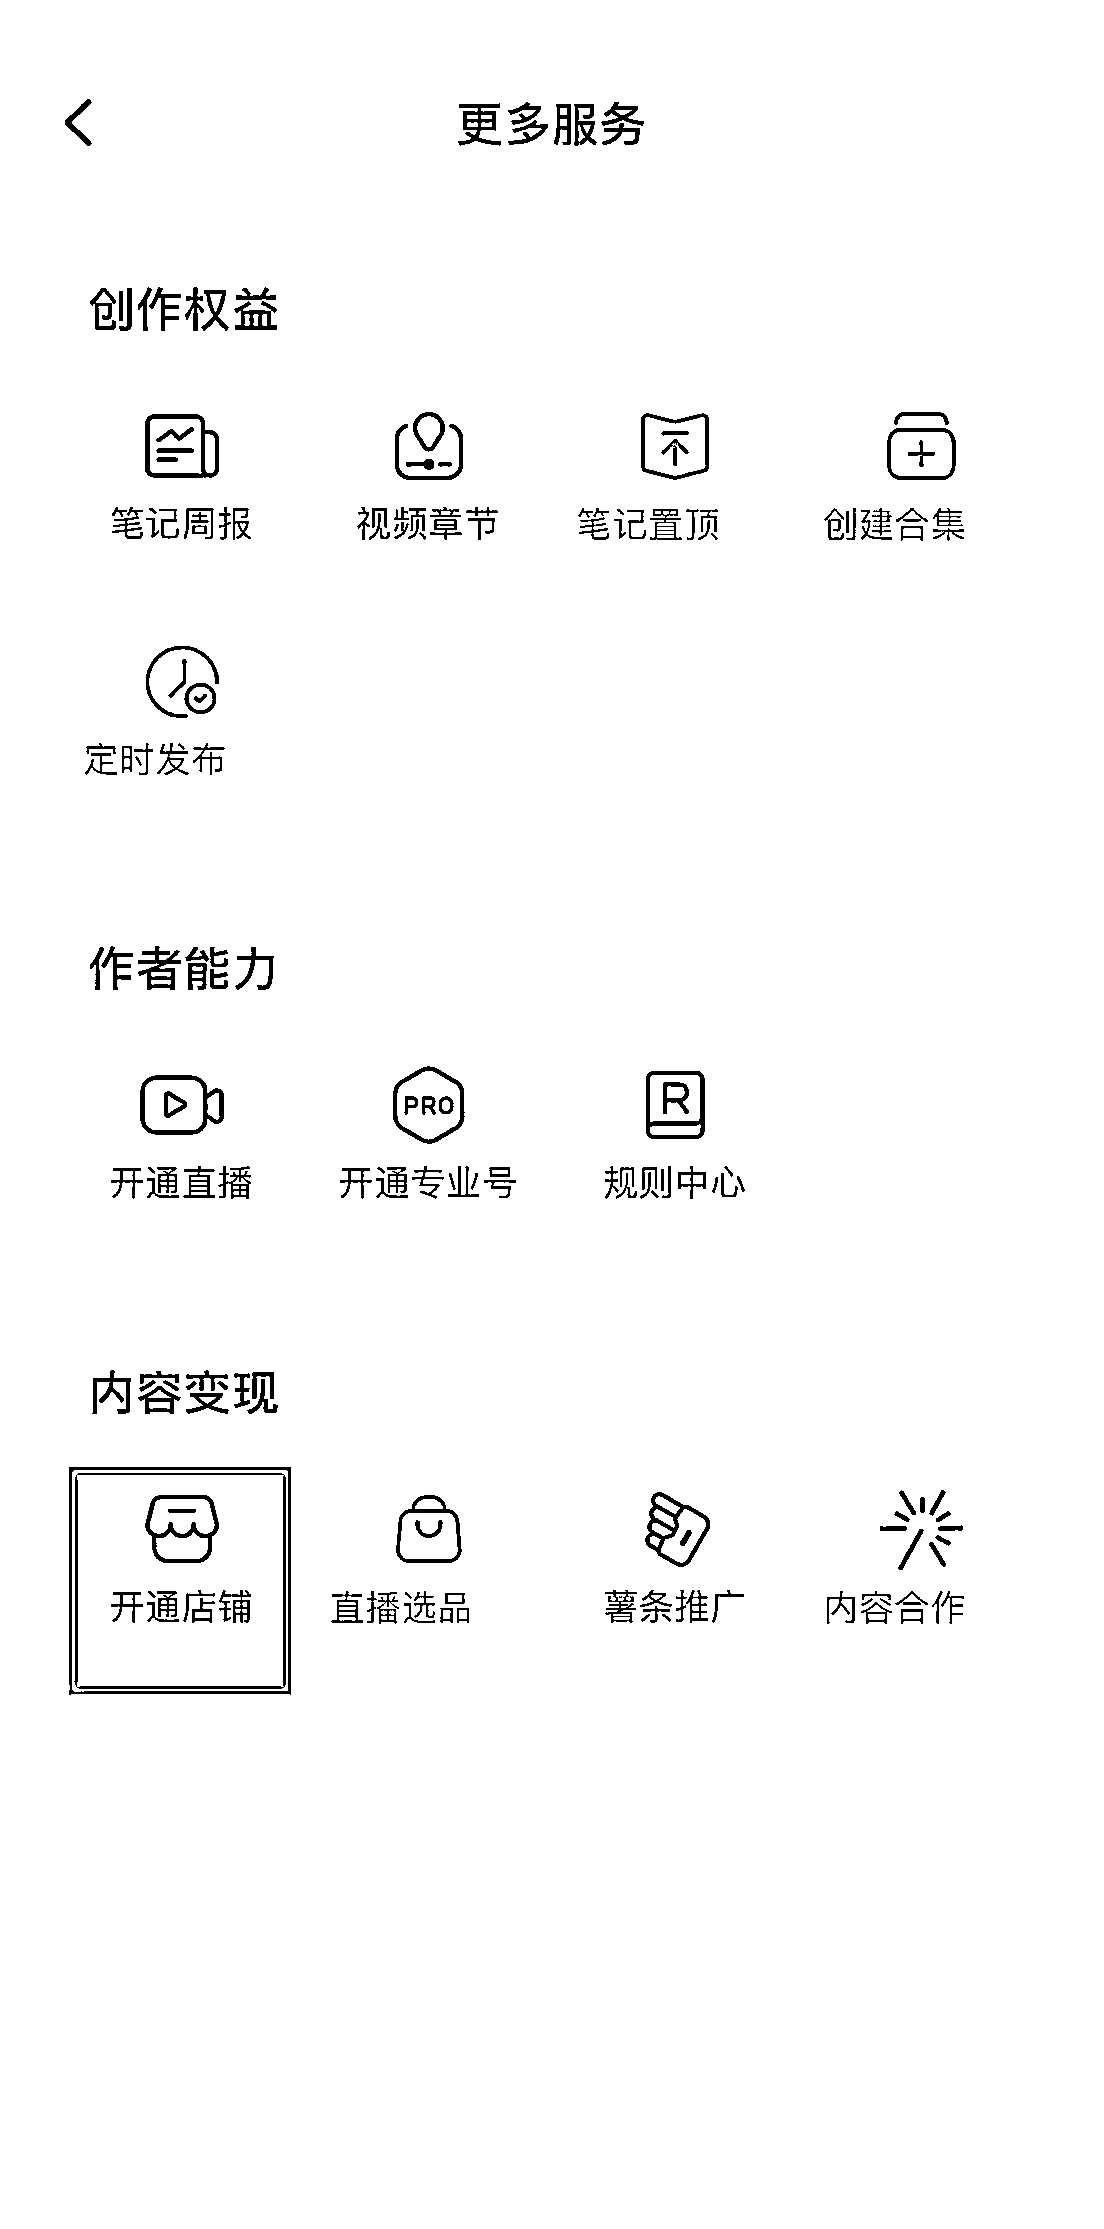 更多服务
创作权益
笔记周报 视频章节 笔记置顶 创建合集
定时发布
作者能力
PRO R
开通直播 开通专业号 规则中心
内容变现
开通店铺 直播选品 薯条推广 内容合作